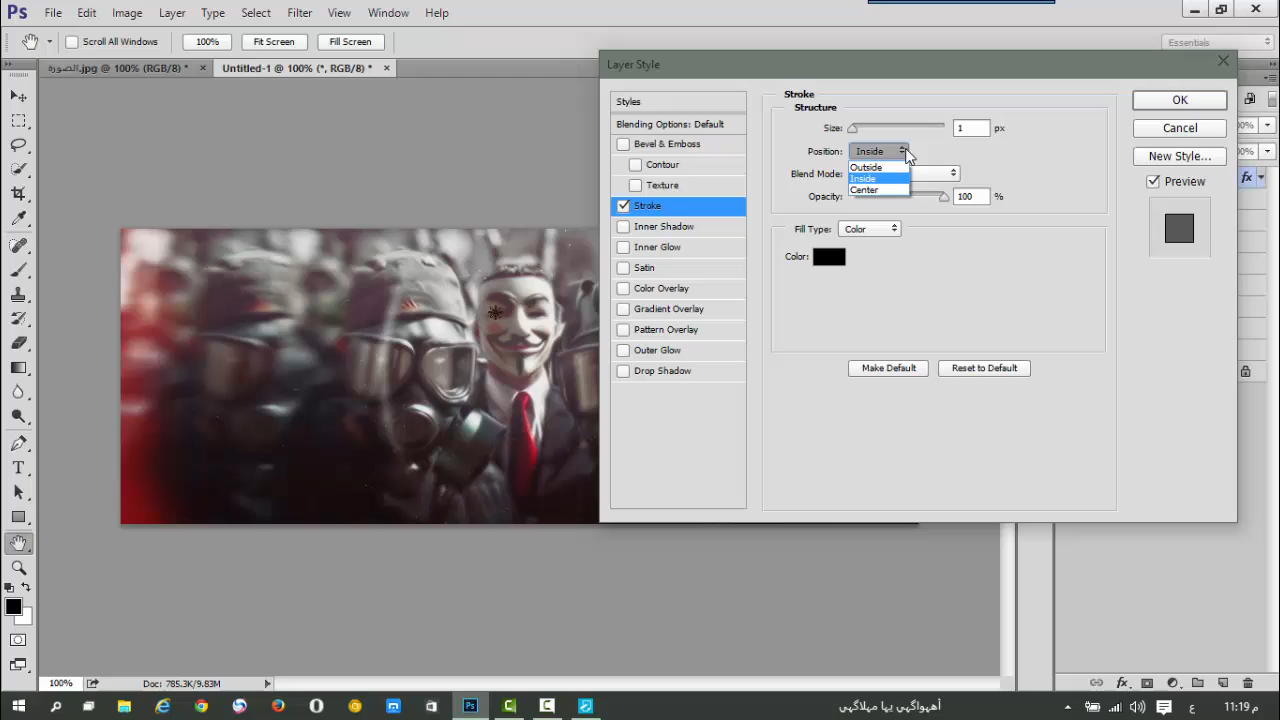 Ps File Edit Image Layer Type Select Filter 3D View Window Help
Scroll All Windows 100% Fit Screen Fill Screen Essentials
الصورة.jpg @ 100% (RGB/8) * × Untitled-1 @ 100% (*, RGB/8) * ×
Layer Style
Styles
Blending Options: Default
Bevel & Emboss
Contour
Texture
Stroke
Inner Shadow
Inner Glow
Satin
Color Overlay
Gradient Overlay
Pattern Overlay
Outer Glow
Drop Shadow
Stroke
Structure
Size: 1 px
Position: Inside
Outside
Inside
Center
Blend Mode:
Opacity: 100 %
Fill Type: Color
Color:
Make Default Reset to Default
OK
Cancel
New Style...
Preview
fx
100% Doc: 785.3K/9.83M
fx
م 11:19